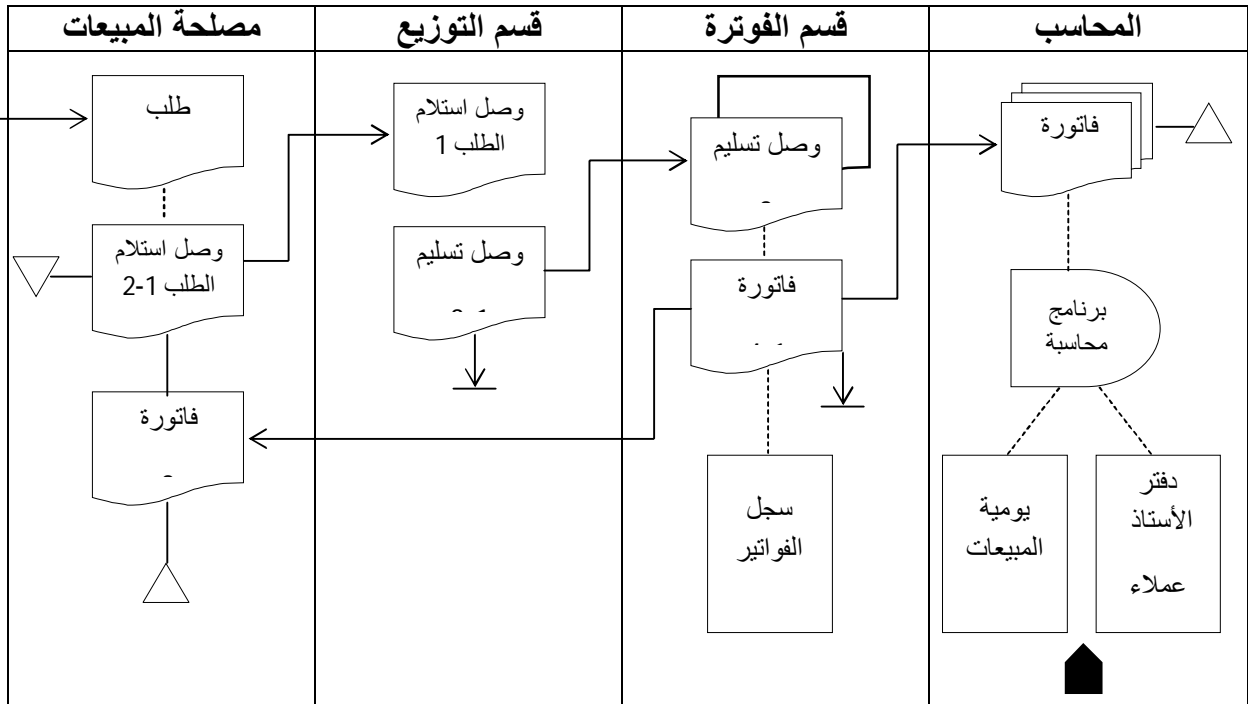 مصلحة المبيعات
قسم التوزيع
قسم الفوترة
المحاسب
طلب
وصل استلام
الطلب 1-2
فاتورة
وصل استلام
الطلب 1
وصل تسليم
وصل تسليم
فاتورة
سجل
الفواتير
فاتورة
برنامج
محاسبة
يومية
المبيعات
دفتر
الأستاذ
عملاء